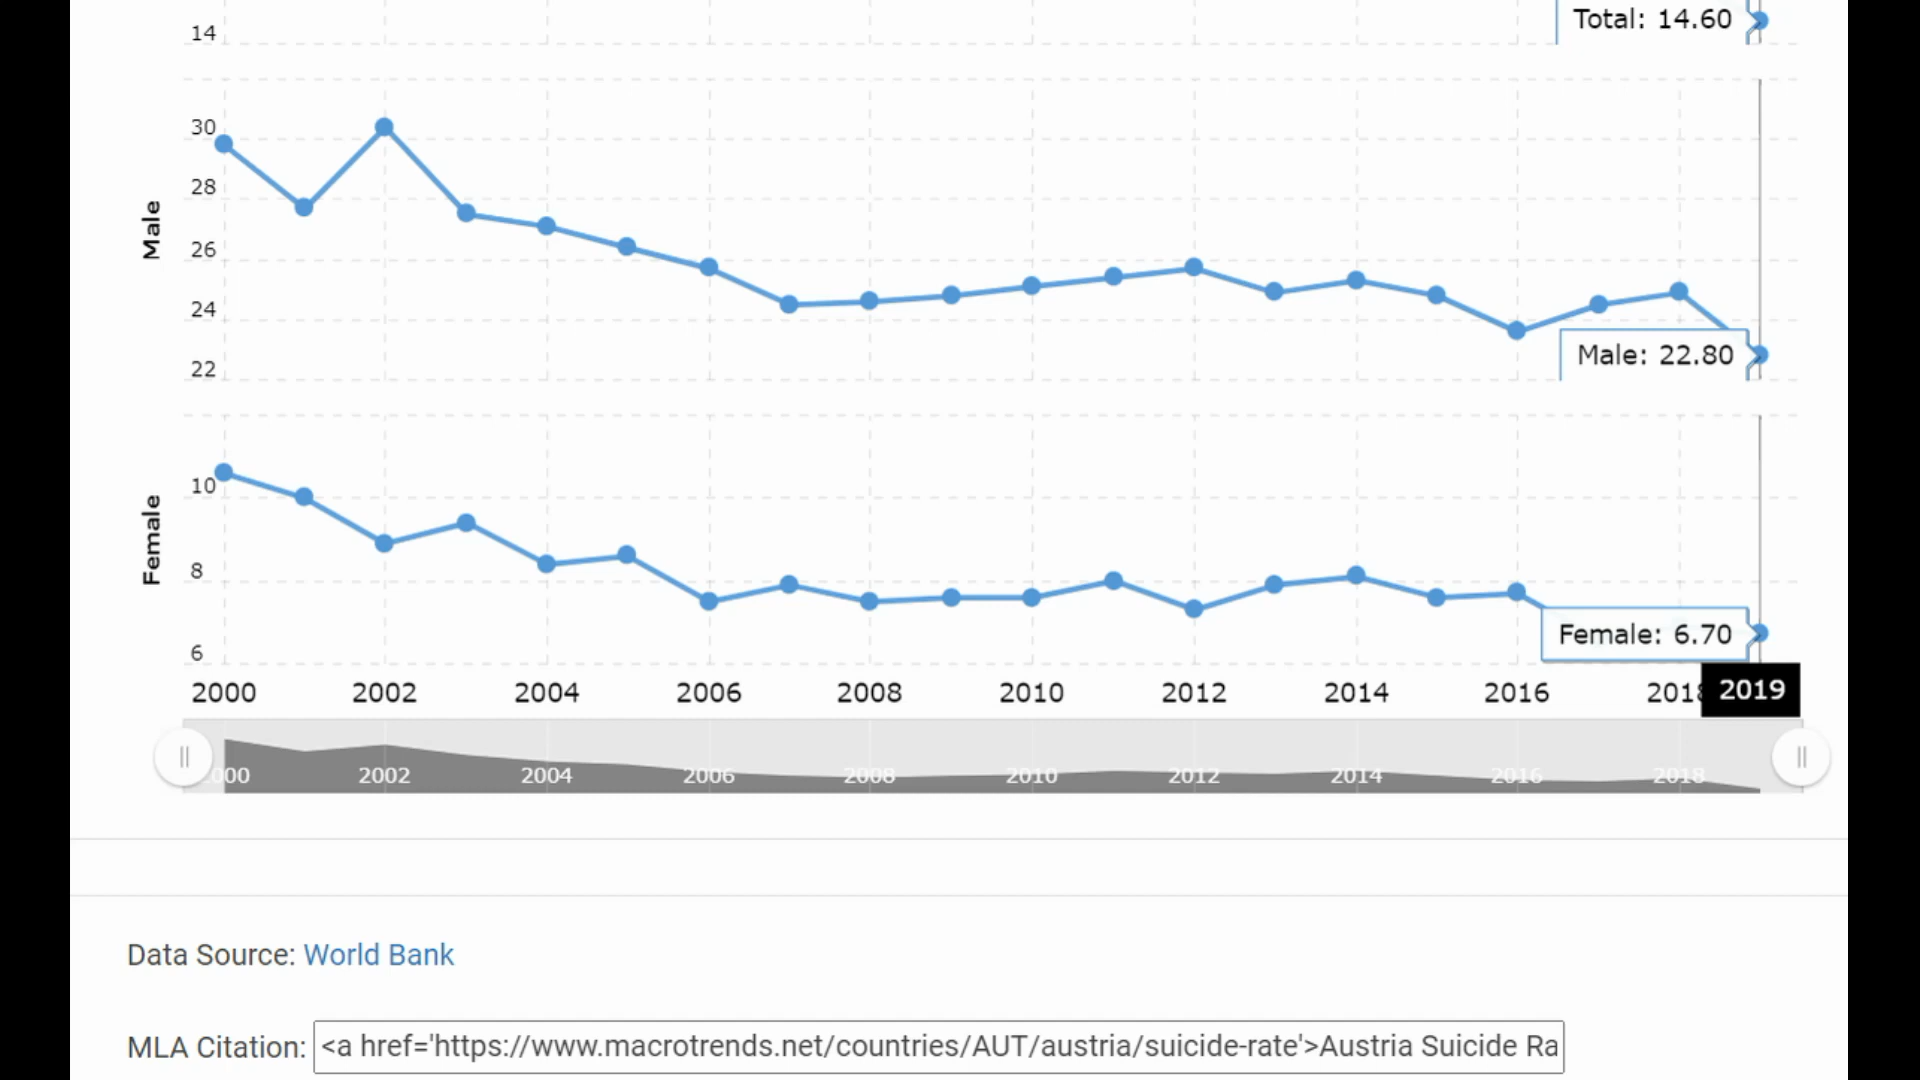 14
Total: 14.60
Male
30
28
26
24
22
Male: 22.80
Female
10
8
6
Female: 6.70
2000 2002 2004 2006 2008 2010 2012 2014 2016 2018 2019
000 2002 2004 2006 2008 2010 2012 2014 2016 2018
Data Source: World Bank
MLA Citation: <a href='https://www.macrotrends.net/countries/AUT/austria/suicide-rate'>Austria Suicide Ra